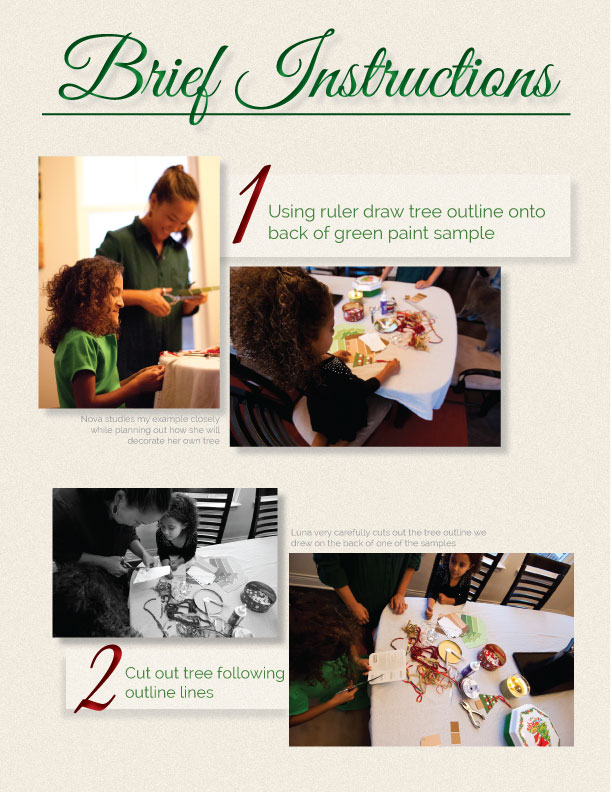 Brief Instructions
1
Using ruler draw tree outline onto
back of green paint sample
Nova studies my example closely
while planning out how she will
decorate her own tree
Luna very carefully cuts out the tree outline we
drew on the back of one of the samples
2
Cut out tree following
outline lines